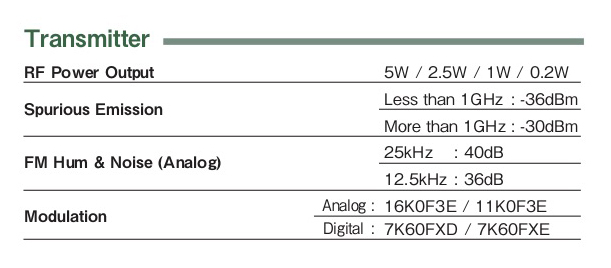 Transmitter
RF Power Output 5W / 2.5W / 1W / 0.2W
Spurious Emission
Less than 1GHz : -36dBm
More than 1GHz : -30dBm
FM Hum & Noise (Analog)
25kHz : 40dB
12.5kHz : 36dB
Modulation
Analog : 16K0F3E / 11K0F3E
Digital : 7K60FXD / 7K60FXE